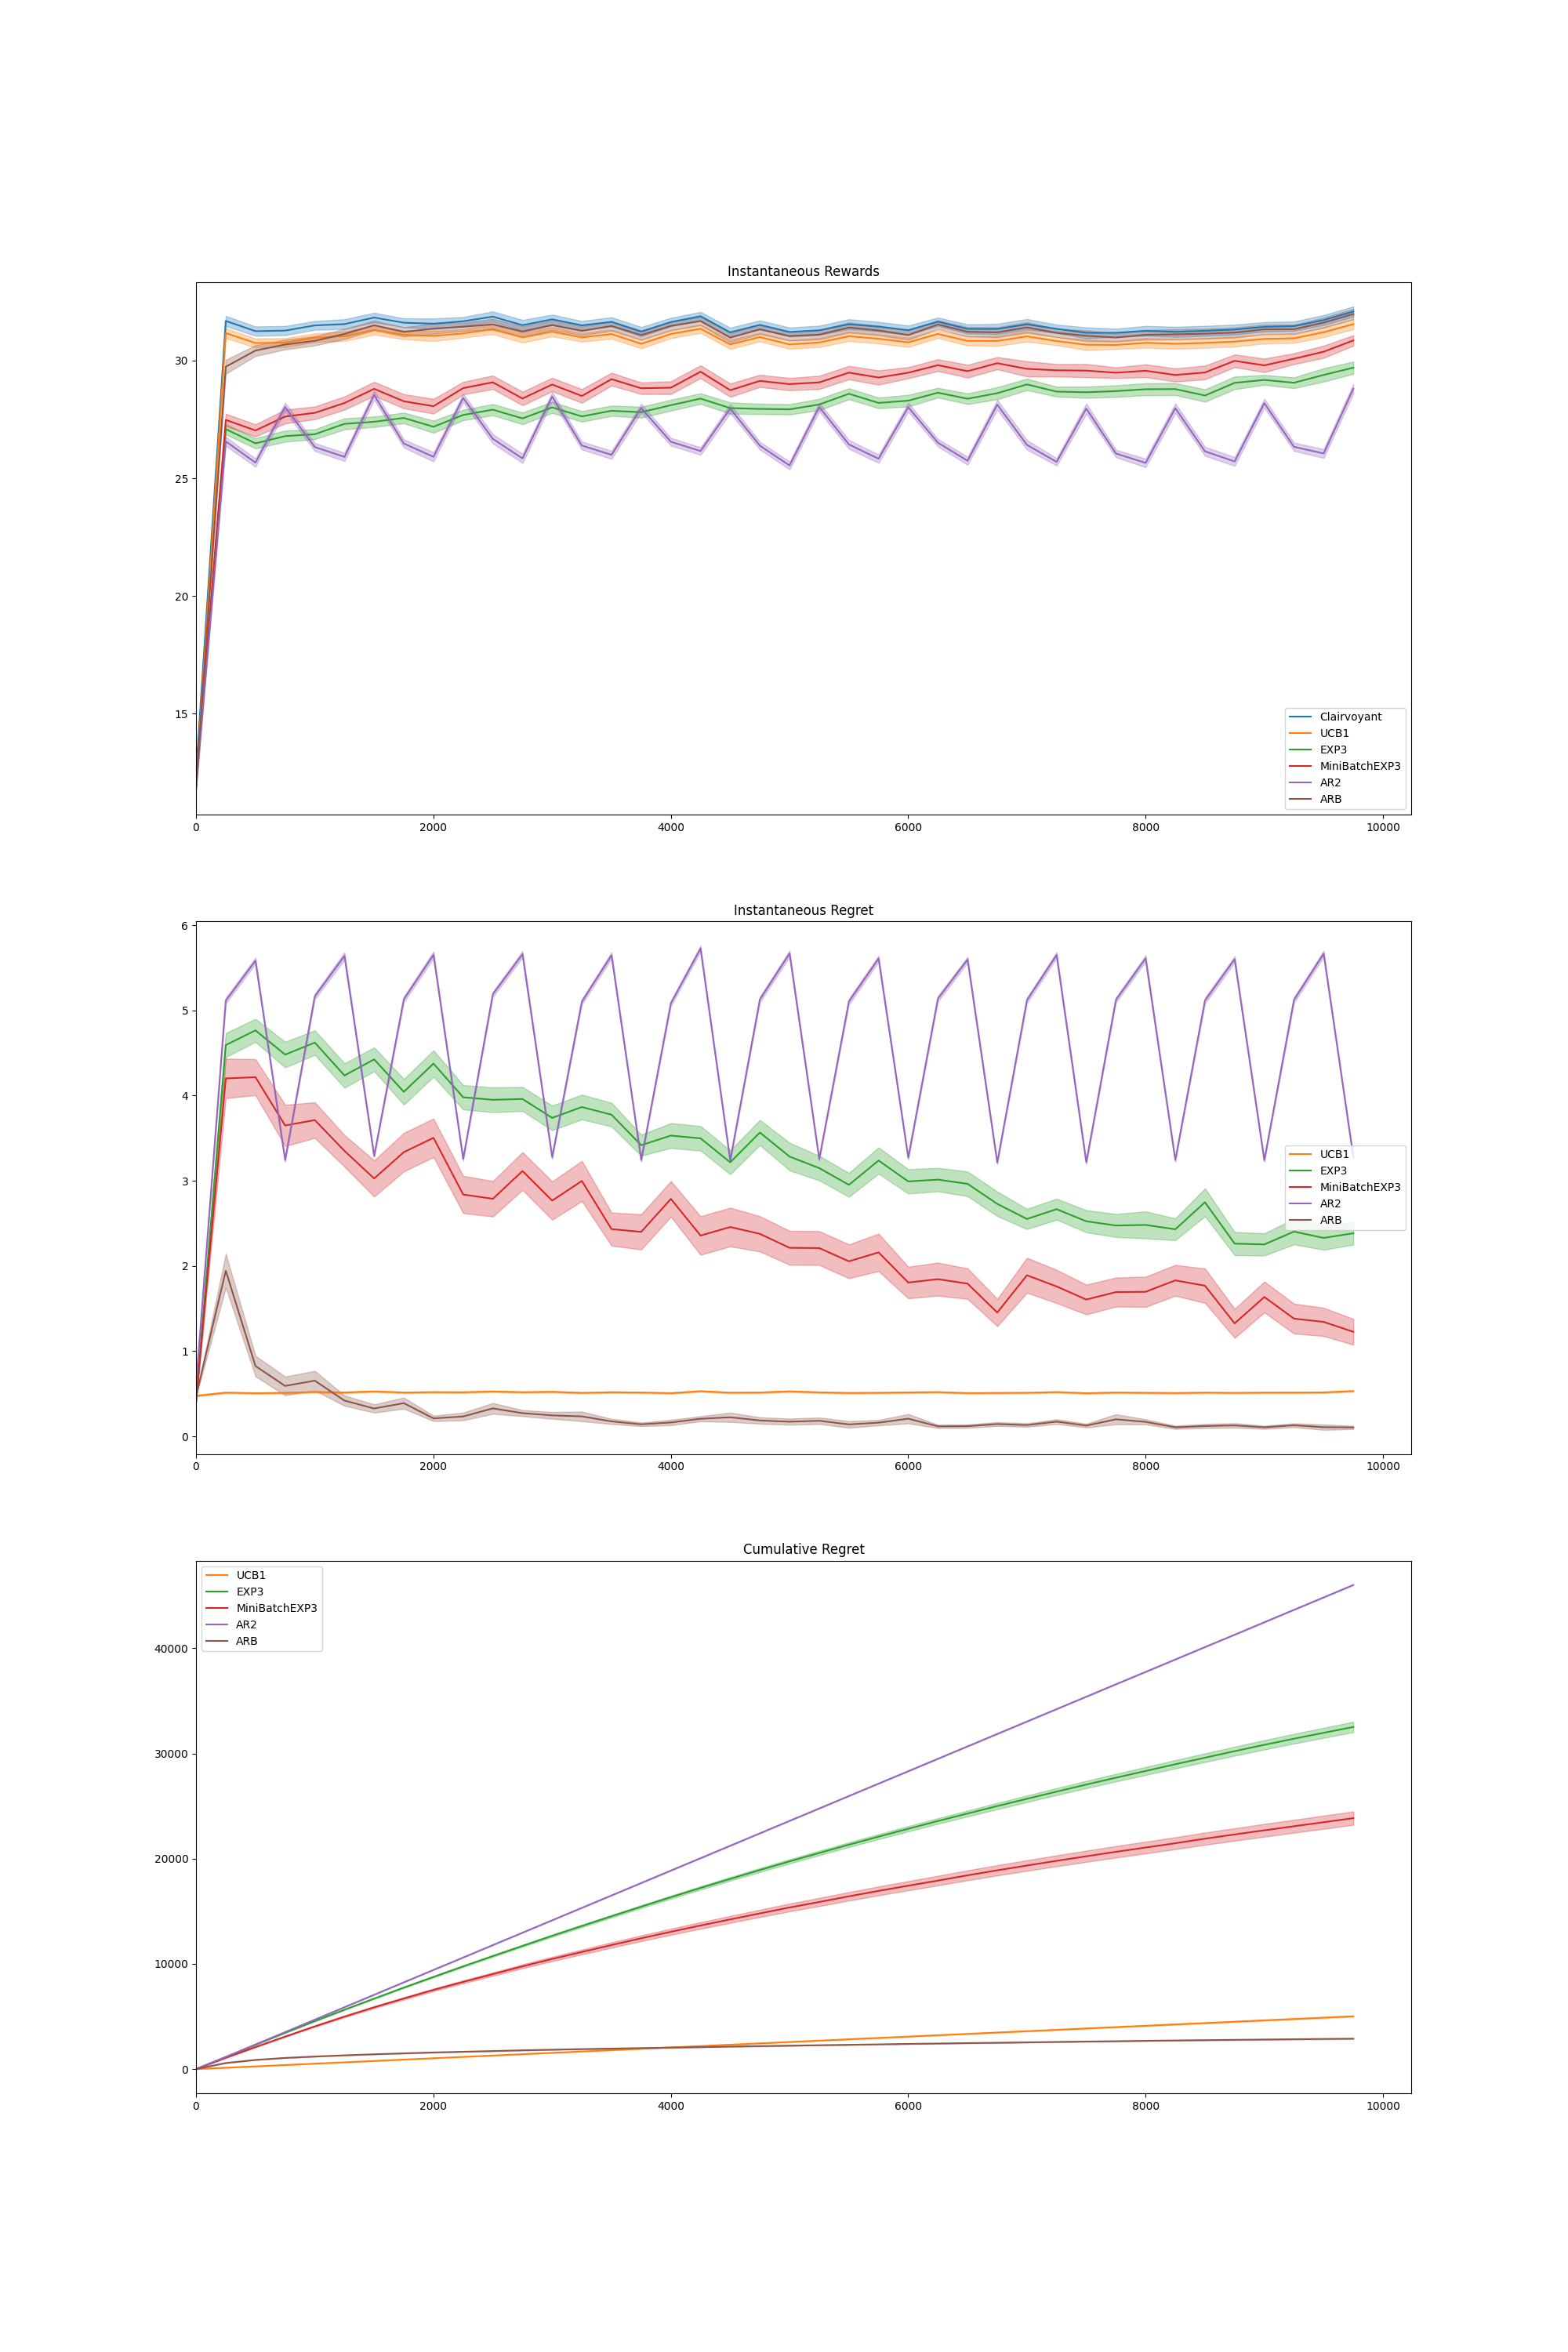 Instantaneous Rewards
30
25
20
15
Clairvoyant
UCB1
EXP3
MiniBatchEXP3
AR2
ARB
0 2000 4000 6000 8000 10000
Instantaneous Regret
6
5
4
3
2
1
0
UCB1
EXP3
MiniBatchEXP3
AR2
ARB
0 2000 4000 6000 8000 10000
Cumulative Regret
UCB1
EXP3
MiniBatchEXP3
AR2
ARB
40000
30000
20000
10000
0
0 2000 4000 6000 8000 10000